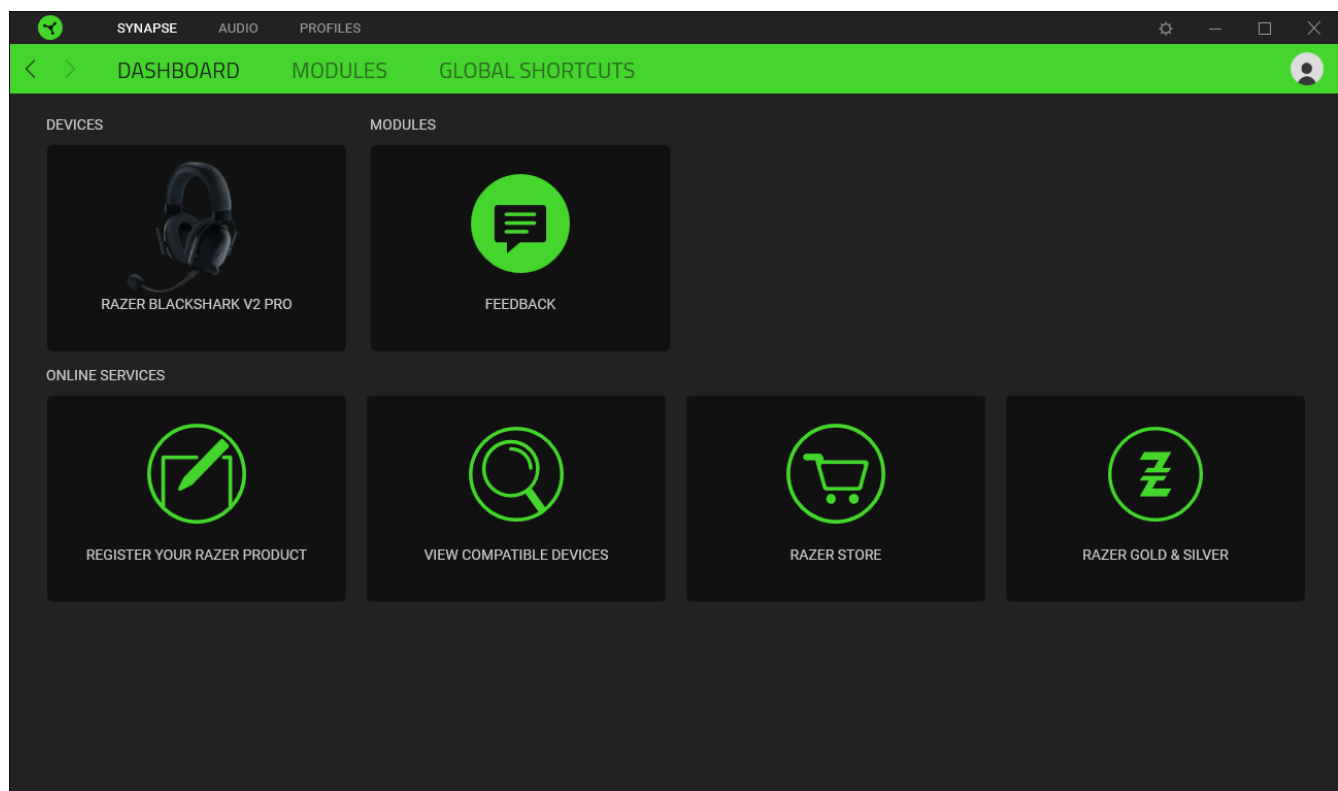 SYNAPSE AUDIO PROFILES
DASHBOARD MODULES GLOBAL SHORTCUTS
DEVICES MODULES
RAZER BLACKSHARK V2 PRO FEEDBACK
ONLINE SERVICES
REGISTER YOUR RAZER PRODUCT VIEW COMPATIBLE DEVICES RAZER STORE RAZER GOLD & SILVER